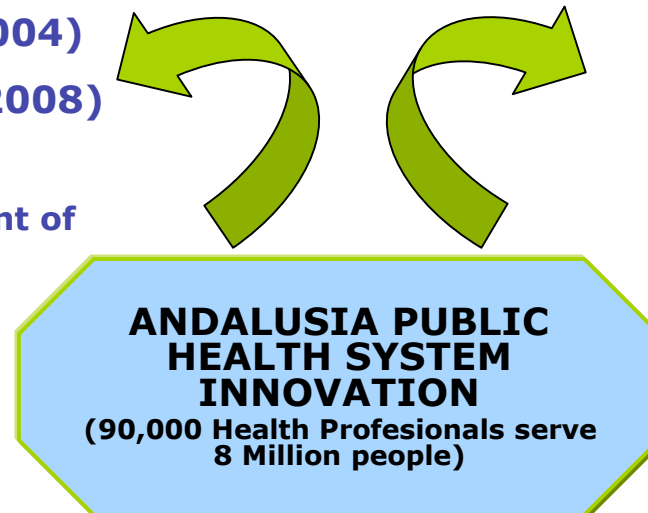 004)
2008)
nt of
ANDALUSIA PUBLIC
HEALTH SYSTEM
INNOVATION
(90,000 Health Profesionals serve
8 Million people)